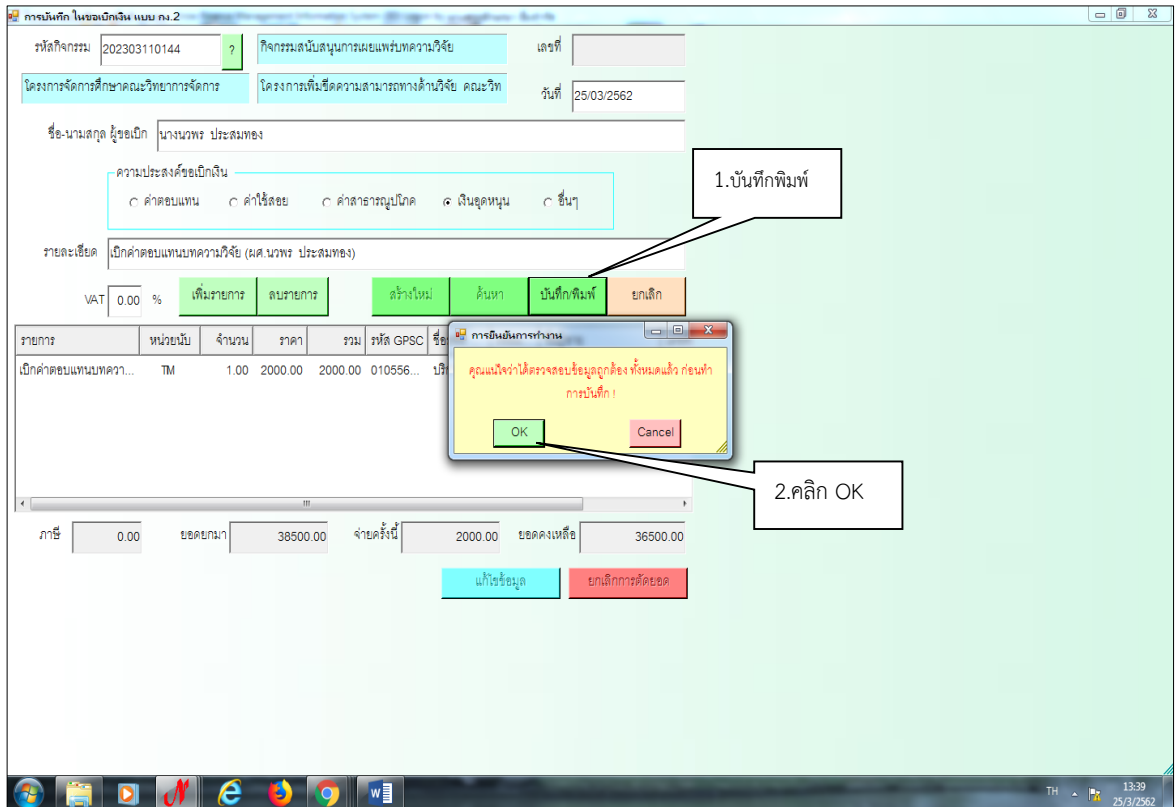 การบันทึก ใบขอเบิกเงิน แบบ กง.2
รหัสกิจกรรม 202303110144 ? กิจกรรมสนับสนุนการเผยแพร่บทความวิจัย เลขที่
โครงการจัดการศึกษาคณะวิทยาการจัดการ โครงการเพิ่มขีดความสามารถทางด้านวิจัย คณะวิท วันที่ 25/03/2562
ชื่อ-นามสกุล ผู้ขอเบิก นางนวพร ประสมทอง
ความประสงค์ขอเบิกเงิน
ค่าตอบแทน ค่าใช้สอย ค่าสาธารณูปโภค เงินอุดหนุน อื่นๆ
1.บันทึกพิมพ์
รายละเอียด เบิกค่าตอบแทนบทความวิจัย (ผศ.นวพร ประสมทอง)
VAT 0.00 % เพิ่มรายการ ลบรายการ สร้างใหม่ ค้นหา บันทึก/พิมพ์ ยกเลิก
รายการ หน่วยนับ จำนวน ราคา รวม รหัส GPSC
เบิกค่าตอบแทนบทควา... TM 1.00 2000.00 2000.00 010556...
การยืนยันการทำงาน
คุณแน่ใจว่าได้ตรวจสอบข้อมูลถูกต้อง ทั้งหมดแล้ว ก่อนทำ
การบันทึก !
OK Cancel
2.คลิก OK
ภาษี 0.00 ยอดยกมา 38500.00 จ่ายครั้งนี้ 2000.00 ยอดคงเหลือ 36500.00
แก้ไขข้อมูล ยกเลิกการตัดยอด
TH 13:39
25/3/2562